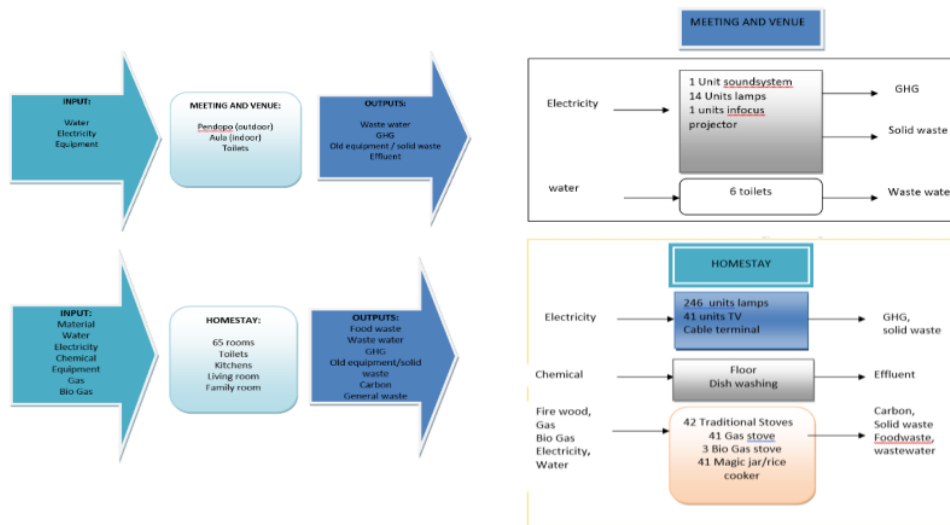 INPUT:
Water
Electricity
Equipment
MEETING AND VENUE:
Pendopo (outdoor)
Aula (indoor)
Toilets
OUTPUTS:
Waste water
GHG
Old equipment / solid waste
Effluent
INPUT:
Material
Water
Electricity
Chemical
Equipment
Gas
Bio Gas
HOMESTAY:
65 rooms
Toilets
Kitchens
Living room
Family room
OUTPUTS:
Food waste
Waste water
GHG
Old equipment/solid
waste
Carbon
General waste
MEETING AND VENUE
Electricity
1 Unit soundsystem
14 Units lamps
1 units infocus
projector
GHG
Solid waste
water
6 toilets
Waste wate
HOMESTAY
Electricity
246 units lamps
41 units TV
Cable terminal
GHG,
solid waste
Chemical
Floor
Dish washing
Effluent
Fire wood,
Gas
Bio Gas
Electricity,
Water
42 Traditional Stoves
41 Gas stove
3 Bio Gas stove
41 Magic jar/rice
cooker
Carbon,
Solid waste
Foodwaste,
wastewater